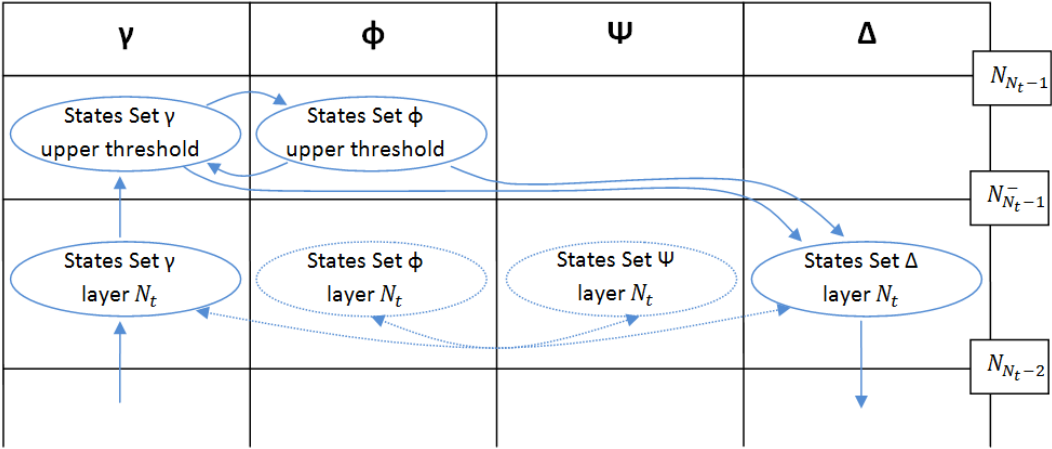 γ ϕ Ψ Δ
N_{N_t−1}
States Set γ
upper threshold
States Set ϕ
upper threshold
N^−_{N_t−1}
States Set γ
layer N_t
States Set ϕ
layer N_t
States Set Ψ
layer N_t
States Set Δ
layer N_t
N_{N_t−2}